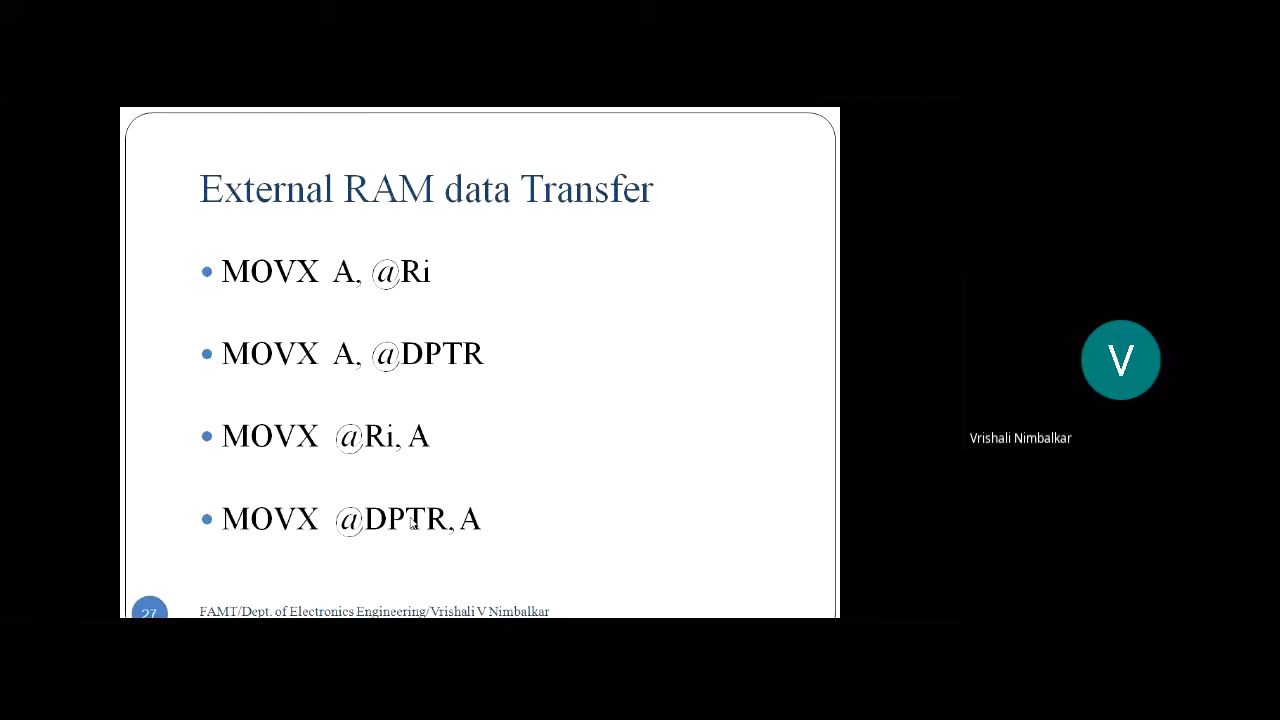 External RAM data Transfer
• MOVX A, @Ri
• MOVX A, @DPTR
• MOVX @Ri, A
• MOVX @DPTR, A
27 FAMT/Dept. of Electronics Engineering/Vrishali V Nimbalkar
V
Vrishali Nimbalkar